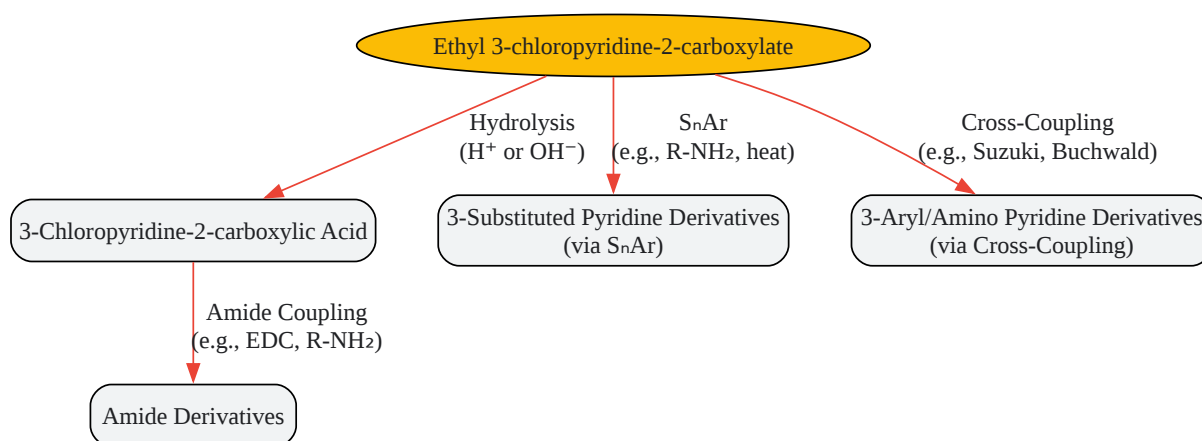 Ethyl 3-chloropyridine-2-carboxylate
Hydrolysis
(H⁺ or OH⁻)
SₙAr
(e.g., R-NH₂, heat)
Cross-Coupling
(e.g., Suzuki, Buchwald)
3-Chloropyridine-2-carboxylic Acid
3-Substituted Pyridine Derivatives
(via SₙAr)
3-Aryl/Amino Pyridine Derivatives
(via Cross-Coupling)
Amide Coupling
(e.g., EDC, R-NH₂)
Amide Derivatives